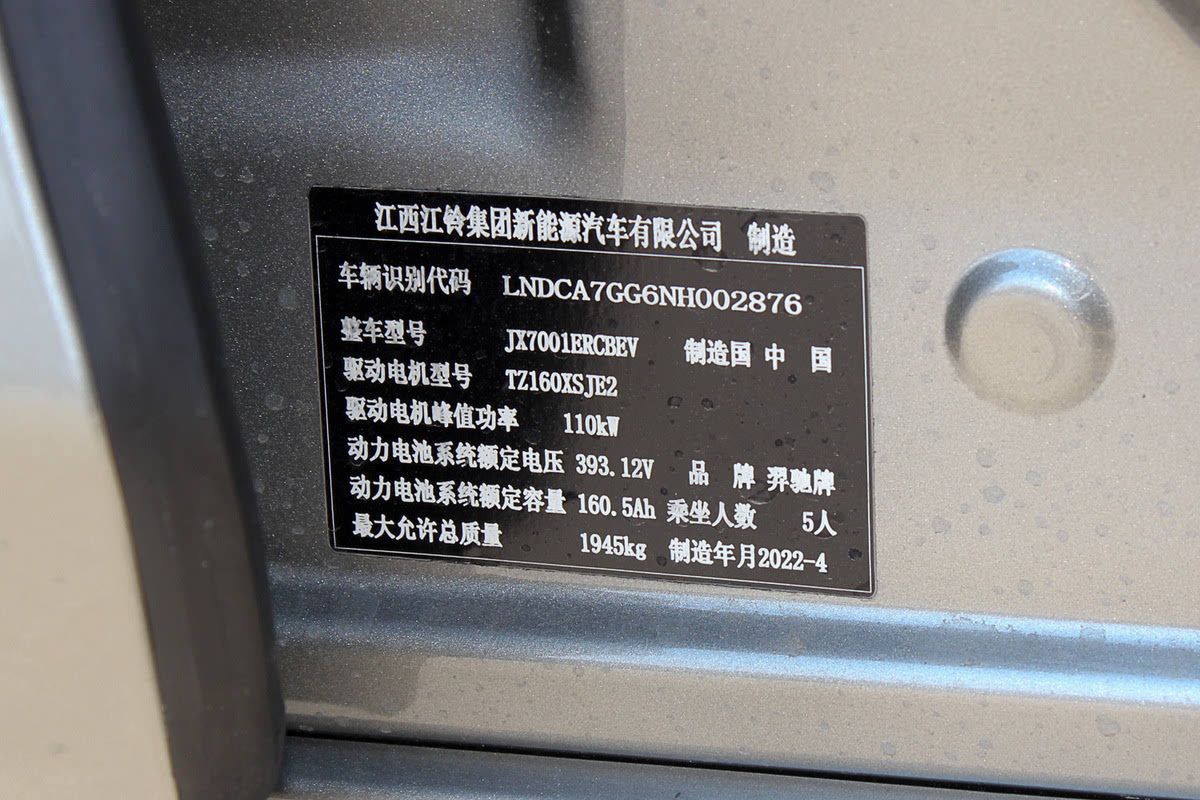 江西江铃集团新能源汽车有限公司 制造
车辆识别代码 LNDCA7GG6NH002876
整车型号 JX7001ERCBEV 制造国 中 国
驱动电机型号 TZ160XSJE2
驱动电机峰值功率 110kW
动力电池系统额定电压 393.12V 品 牌 羿驰牌
动力电池系统额定容量 160.5Ah 乘坐人数 5人
最大允许总质量 1945kg 制造年月2022-4